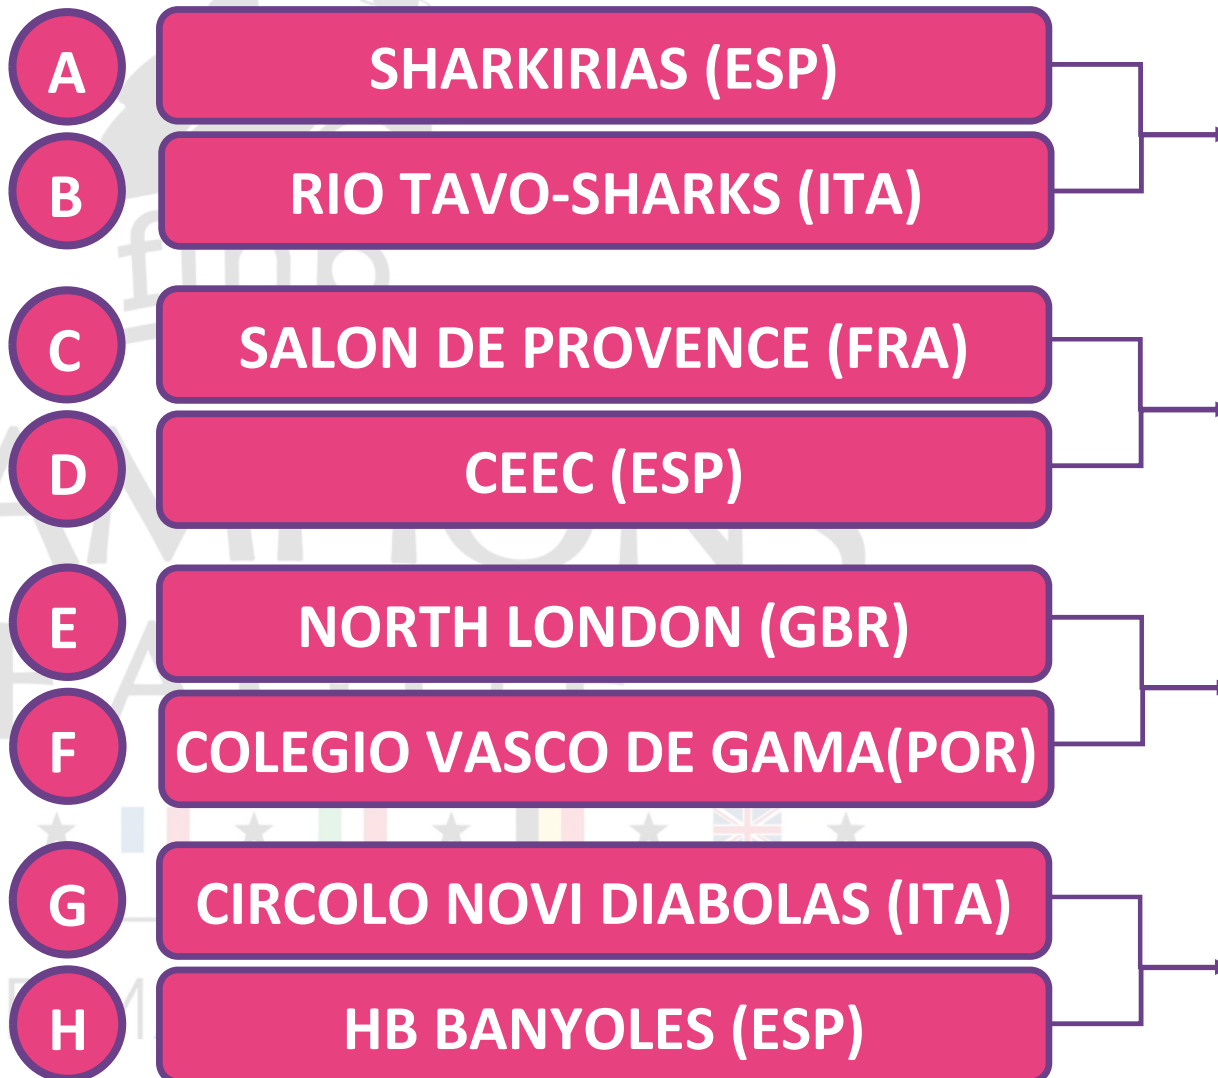 A
SHARKIRIAS (ESP)
B
RIO TAVO-SHARKS (ITA)
C
SALON DE PROVENCE (FRA)
D
CEEC (ESP)
E
NORTH LONDON (GBR)
F
COLEGIO VASCO DE GAMA(POR)
G
CIRCOLO NOVI DIABOLAS (ITA)
H
HB BANYOLES (ESP)